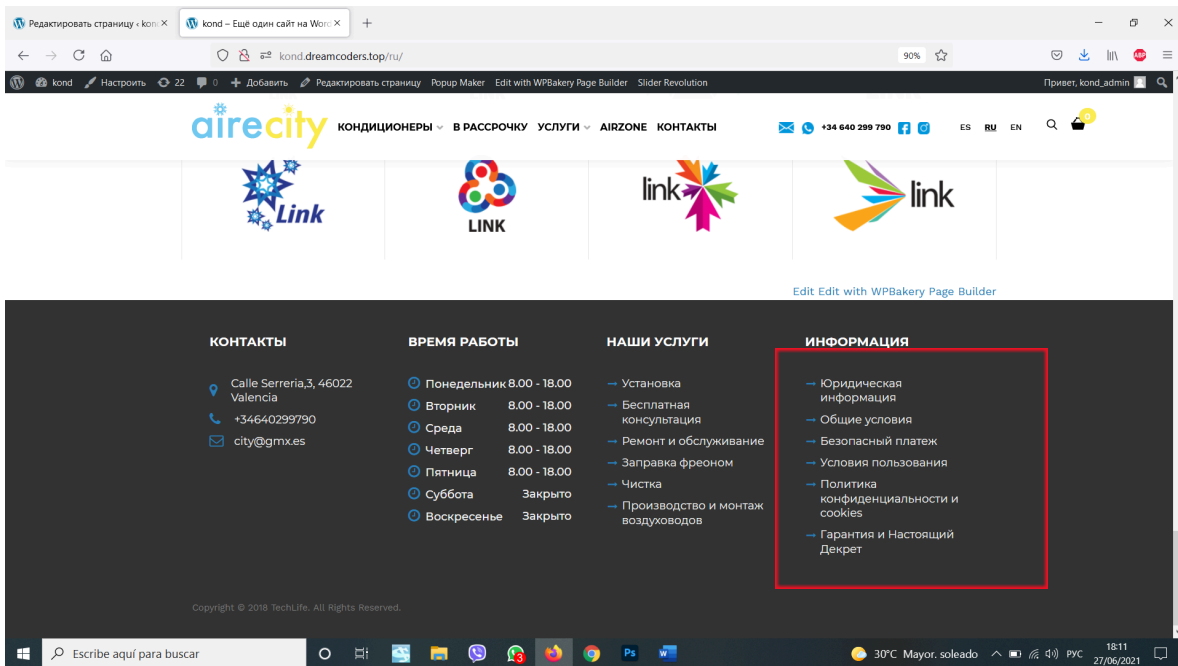 Редактировать страницу ‹ kon
kond – Ещё один сайт на Word
kond.dreamcoders.top/ru/
90%
ABP
kond Настроить 22 0 Добавить Редактировать страницу Popup Maker Edit with WPBakery Page Builder Slider Revolution Привет, kond_admin
airecity
КОНДИЦИОНЕРЫ В РАССРОЧКУ УСЛУГИ AIRZONE КОНТАКТЫ
+34 640 299 790
ES RU EN
0
Link
LINK
link
link
Edit Edit with WPBakery Page Builder
КОНТАКТЫ
Calle Serreria,3, 46022
Valencia
+34640299790
city@gmx.es
ВРЕМЯ РАБОТЫ
Понедельник 8.00 - 18.00
Вторник 8.00 - 18.00
Среда 8.00 - 18.00
Четверг 8.00 - 18.00
Пятница 8.00 - 18.00
Суббота Закрыто
Воскресенье Закрыто
НАШИ УСЛУГИ
Установка
Бесплатная
консультация
Ремонт и обслуживание
Заправка фреоном
Чистка
Производство и монтаж
воздуховодов
ИНФОРМАЦИЯ
Юридическая
информация
Общие условия
Безопасный платеж
Условия пользования
Политика
конфиденциальности и
cookies
Гарантия и Настоящий
Декрет
Copyright © 2018 TechLife. All Rights Reserved.
Escribe aquí para buscar
3
Ps
30°C Mayor. soleado
РУС
18:11
27/06/2021